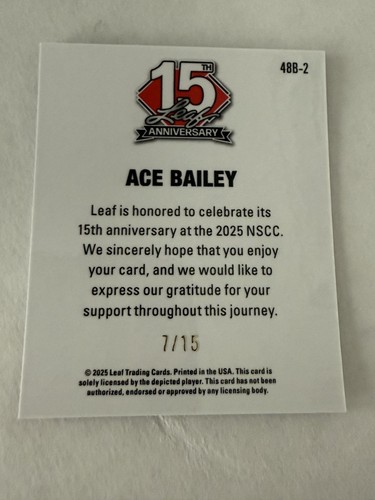 48B-2
15TH
Leaf
ANNIVERSARY
ACE BAILEY
Leaf is honored to celebrate its
15th anniversary at the 2025 NSCC.
We sincerely hope that you enjoy
your card, and we would like to
express our gratitude for your
support throughout this journey.
7/15
© 2025 Leaf Trading Cards. Printed in the USA. This card is
solely licensed by the depicted player. This card has not been
authorized, endorsed or approved by any licensing body.